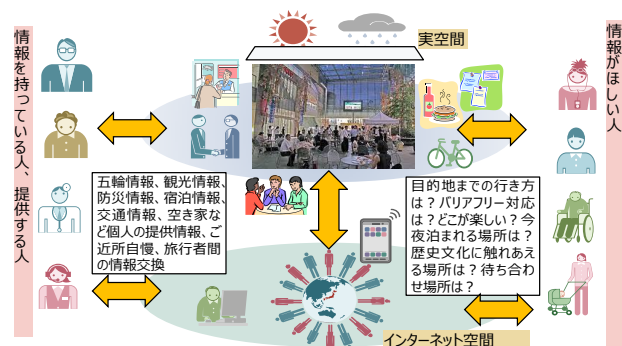 情報を持っている人、提供する人
実空間
情報がほしい人
五輪情報、観光情報、
防災情報、宿泊情報、
交通情報、空き家な
ど個人の提供情報、ご
近所自慢、旅行者間
の情報交換
目的地までの行き方
は？バリアフリー対応
は？どこが楽しい？今
夜泊まれる場所は？
歴史文化に触れあえ
る場所は？待ち合わ
せ場所は？
インターネット空間